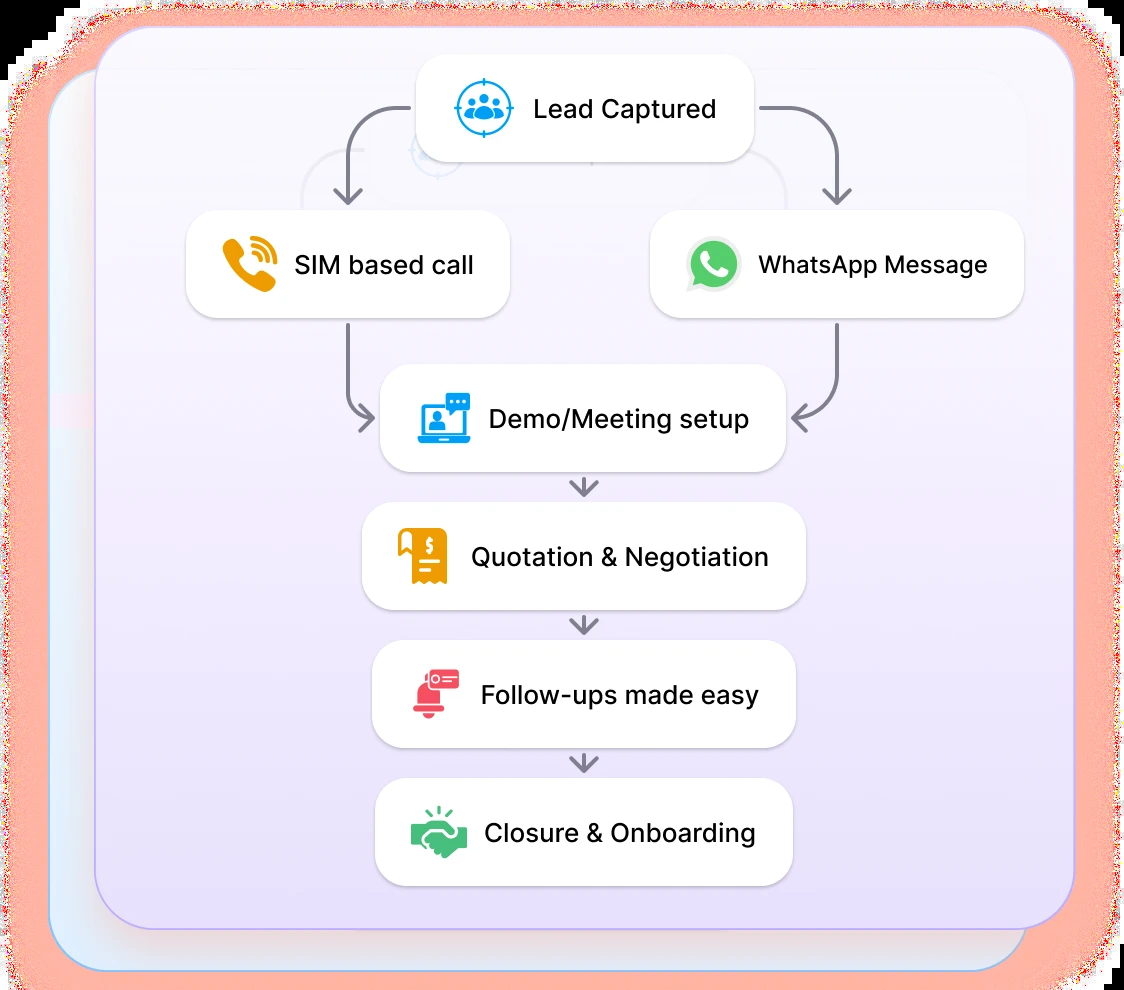 Lead Captured
SIM based call
WhatsApp Message
Demo/Meeting setup
$
Quotation & Negotiation
Follow-ups made easy
Closure & Onboarding